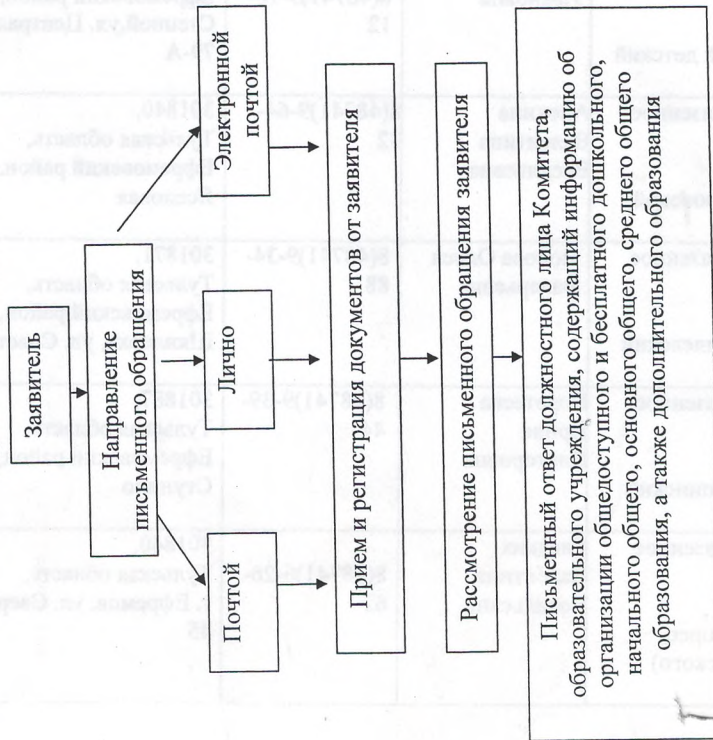 Заявитель
Направление
письменного обращения
Почтой
Лично
Электронной
почтой
Прием и регистрация документов от заявителя
Рассмотрение письменного обращения заявителя
Письменный ответ должностного лица Комитета,
образовательного учреждения, содержащий информацию об
организации общедоступного и бесплатного дошкольного,
начального общего, основного общего, среднего общего
образования, а также дополнительного образования